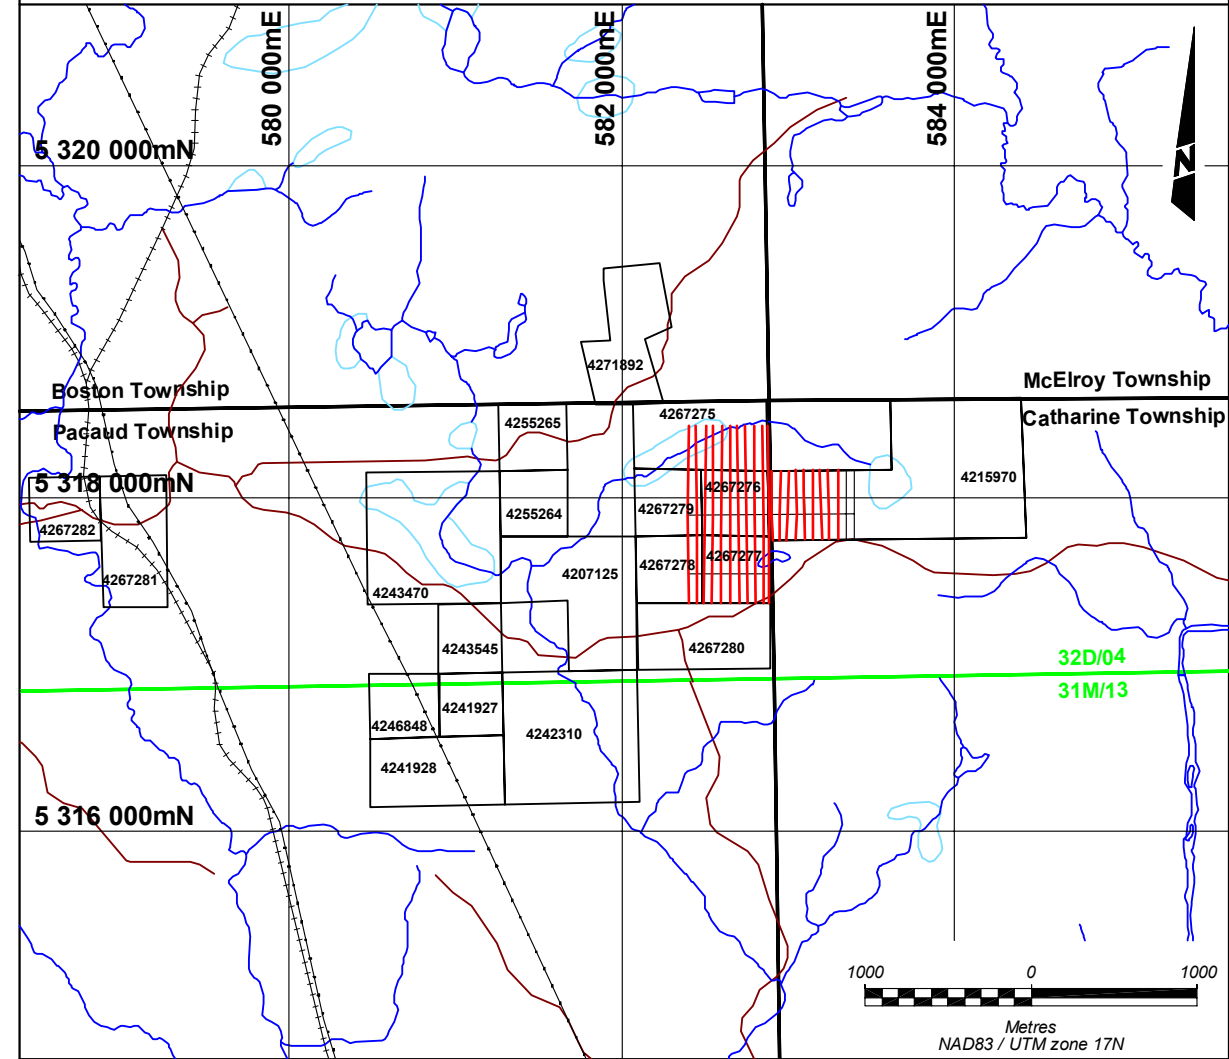 580 000mE
582 000mE
584 000mE
5 320 000mN
N
4271892
Boston Township
McElroy Township
Pacaud Township
Catharine Township
4255265
4267275
5 318 000mN
4267276
4215970
4255264
4267279
4267282
4267277
4267278
4267281
4207125
4243470
4243545
4267280
32D/04
31M/13
4241927
4246848
4242310
4241928
5 316 000mN
1000 0 1000
Metres
NAD83 / UTM zone 17N